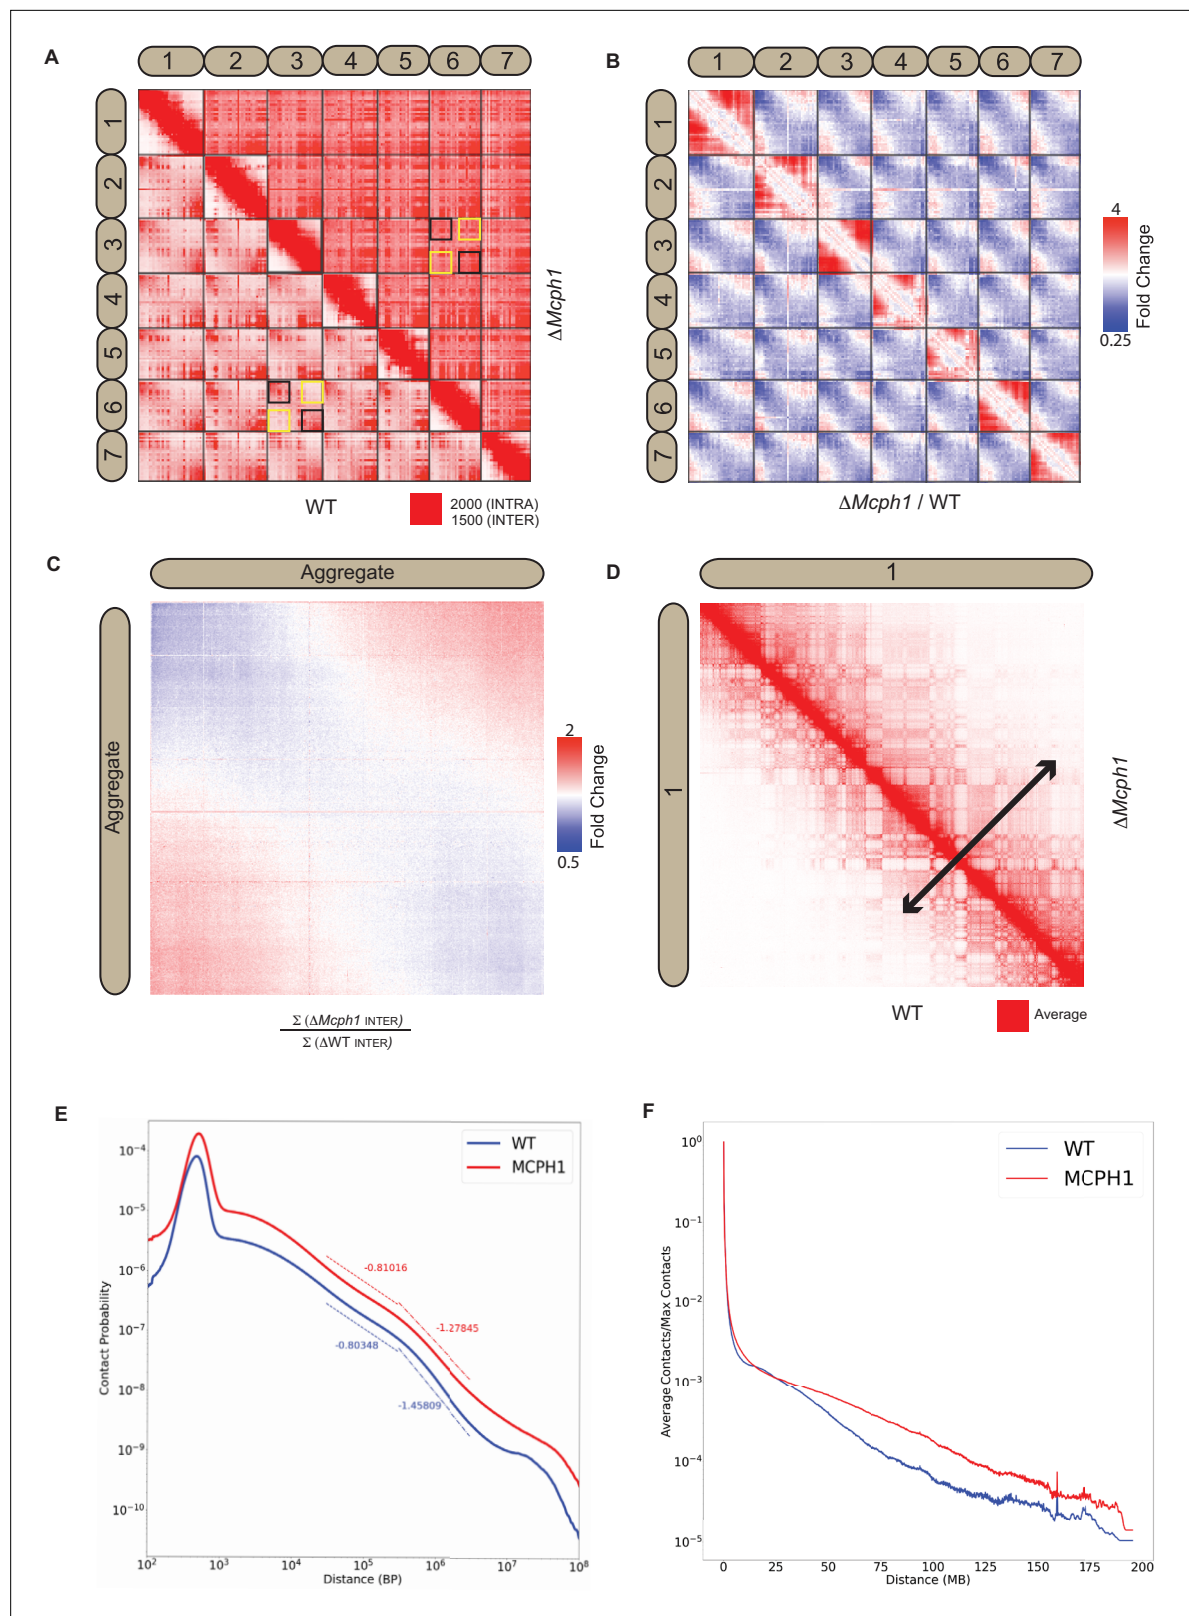 A
1 2 3 4 5 6 7
1
2
3
4
5
6
7
ΔMcph1
WT
2000 (INTRA)
1500 (INTER)
B
1 2 3 4 5 6 7
1
2
3
4
5
6
7
4
Fold Change
0.25
ΔMcph1 / WT
C
Aggregate
Aggregate
2
Fold Change
0.5
Σ (ΔMcph1 INTER)
Σ (ΔWT INTER)
D
1
1
ΔMcph1
WT
Average
E
WT
MCPH1
Contact Probability
10⁻⁴
10⁻⁵
10⁻⁶
10⁻⁷
10⁻⁸
10⁻⁹
10⁻¹⁰
-0.81016
-1.27845
-0.80348
-1.45809
10² 10³ 10⁴ 10⁵ 10⁶ 10⁷ 10⁸
Distance (BP)
F
WT
MCPH1
Average Contacts/Max Contacts
10⁰
10⁻¹
10⁻²
10⁻³
10⁻⁴
10⁻⁵
0 25 50 75 100 125 150 175 200
Distance (MB)